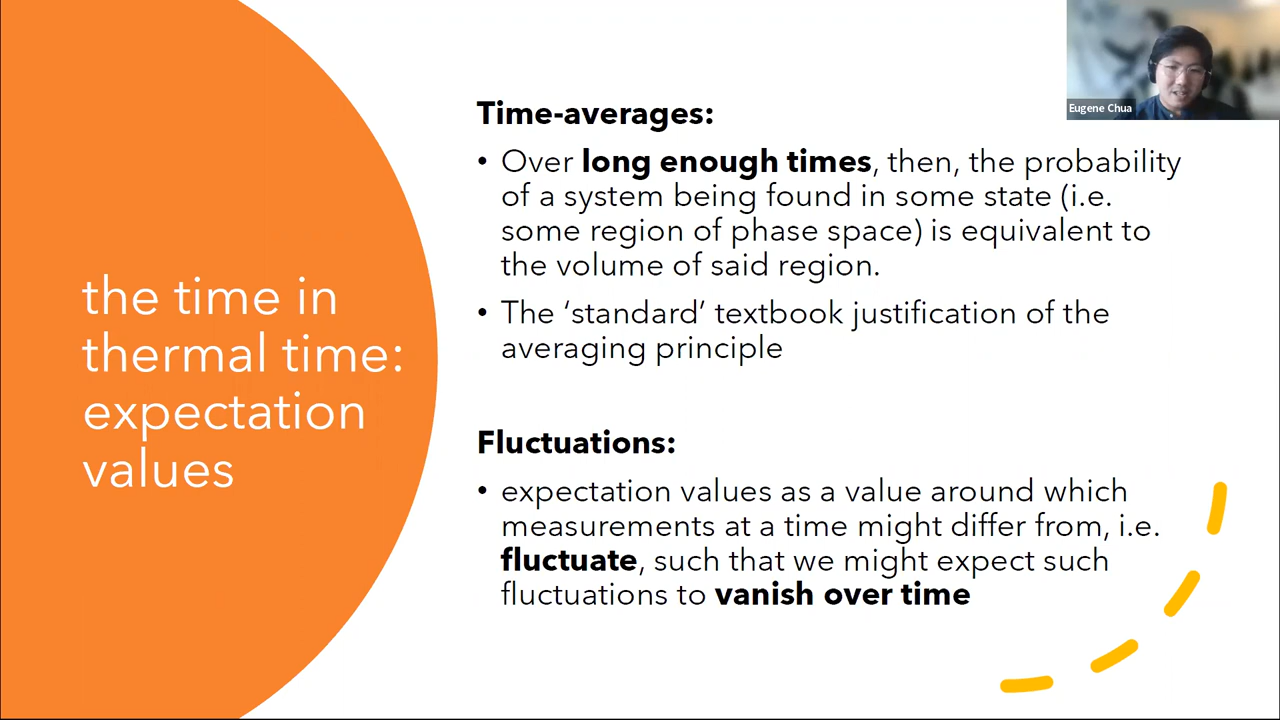 the time in
thermal time:
expectation
values
Time-averages:
• Over long enough times, then, the probability
of a system being found in some state (i.e.
some region of phase space) is equivalent to
the volume of said region.
• The ‘standard’ textbook justification of the
averaging principle
Fluctuations:
• expectation values as a value around which
measurements at a time might differ from, i.e.
fluctuate, such that we might expect such
fluctuations to vanish over time
Eugene Chua